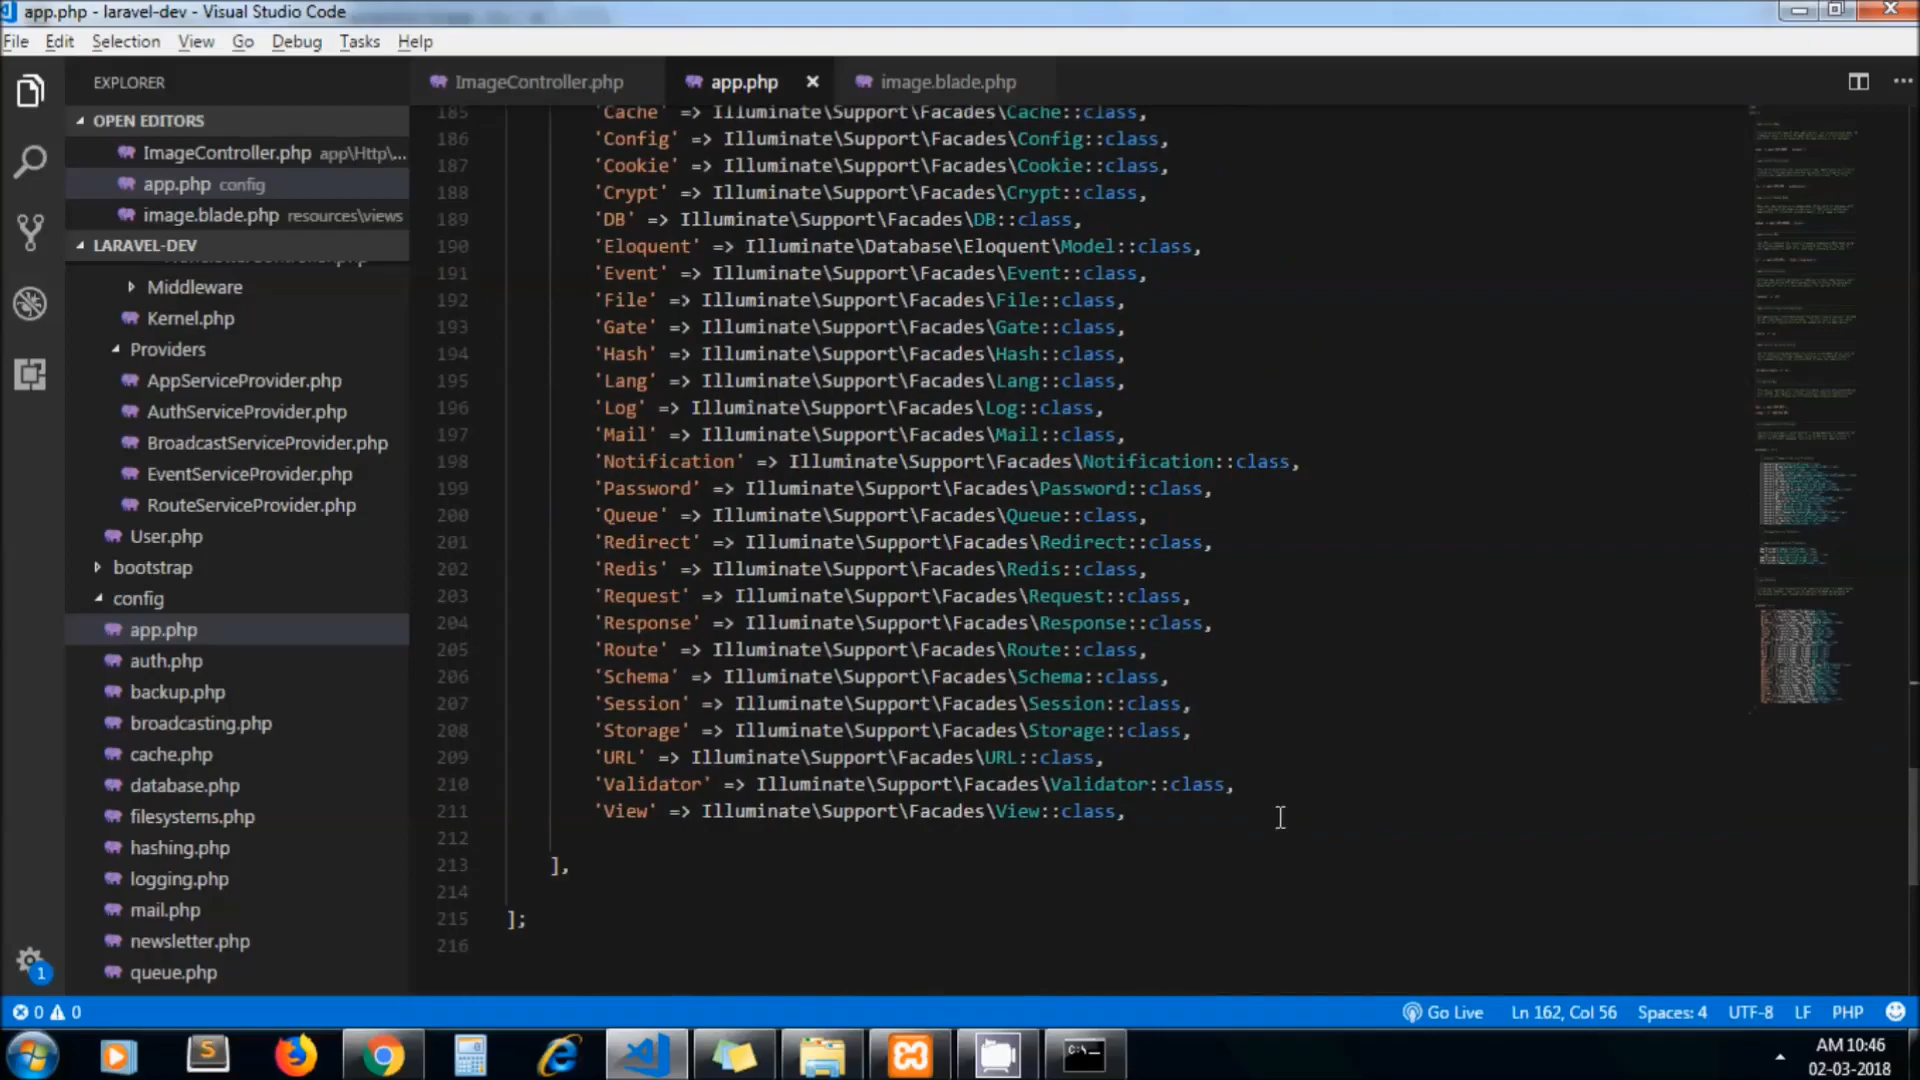 app.php - laravel-dev - Visual Studio Code
File Edit Selection View Go Debug Tasks Help
EXPLORER
ImageController.php
app.php
image.blade.php
OPEN EDITORS
ImageController.php app\Http\...
app.php config
image.blade.php resources\views
LARAVEL-DEV
Middleware
Kernel.php
Providers
AppServiceProvider.php
AuthServiceProvider.php
BroadcastServiceProvider.php
EventServiceProvider.php
RouteServiceProvider.php
User.php
bootstrap
config
app.php
auth.php
backup.php
broadcasting.php
cache.php
database.php
filesystems.php
hashing.php
logging.php
mail.php
newsletter.php
queue.php
185 'Cache' => Illuminate\Support\Facades\Cache::class,
186 'Config' => Illuminate\Support\Facades\Config::class,
187 'Cookie' => Illuminate\Support\Facades\Cookie::class,
188 'Crypt' => Illuminate\Support\Facades\Crypt::class,
189 'DB' => Illuminate\Support\Facades\DB::class,
190 'Eloquent' => Illuminate\Database\Eloquent\Model::class,
191 'Event' => Illuminate\Support\Facades\Event::class,
192 'File' => Illuminate\Support\Facades\File::class,
193 'Gate' => Illuminate\Support\Facades\Gate::class,
194 'Hash' => Illuminate\Support\Facades\Hash::class,
195 'Lang' => Illuminate\Support\Facades\Lang::class,
196 'Log' => Illuminate\Support\Facades\Log::class,
197 'Mail' => Illuminate\Support\Facades\Mail::class,
198 'Notification' => Illuminate\Support\Facades\Notification::class,
199 'Password' => Illuminate\Support\Facades\Password::class,
200 'Queue' => Illuminate\Support\Facades\Queue::class,
201 'Redirect' => Illuminate\Support\Facades\Redirect::class,
202 'Redis' => Illuminate\Support\Facades\Redis::class,
203 'Request' => Illuminate\Support\Facades\Request::class,
204 'Response' => Illuminate\Support\Facades\Response::class,
205 'Route' => Illuminate\Support\Facades\Route::class,
206 'Schema' => Illuminate\Support\Facades\Schema::class,
207 'Session' => Illuminate\Support\Facades\Session::class,
208 'Storage' => Illuminate\Support\Facades\Storage::class,
209 'URL' => Illuminate\Support\Facades\URL::class,
210 'Validator' => Illuminate\Support\Facades\Validator::class,
211 'View' => Illuminate\Support\Facades\View::class,
212
213 ],
214
215 ];
216
1
0 0 Go Live Ln 162, Col 56 Spaces: 4 UTF-8 LF PHP
AM 10:46
02-03-2018